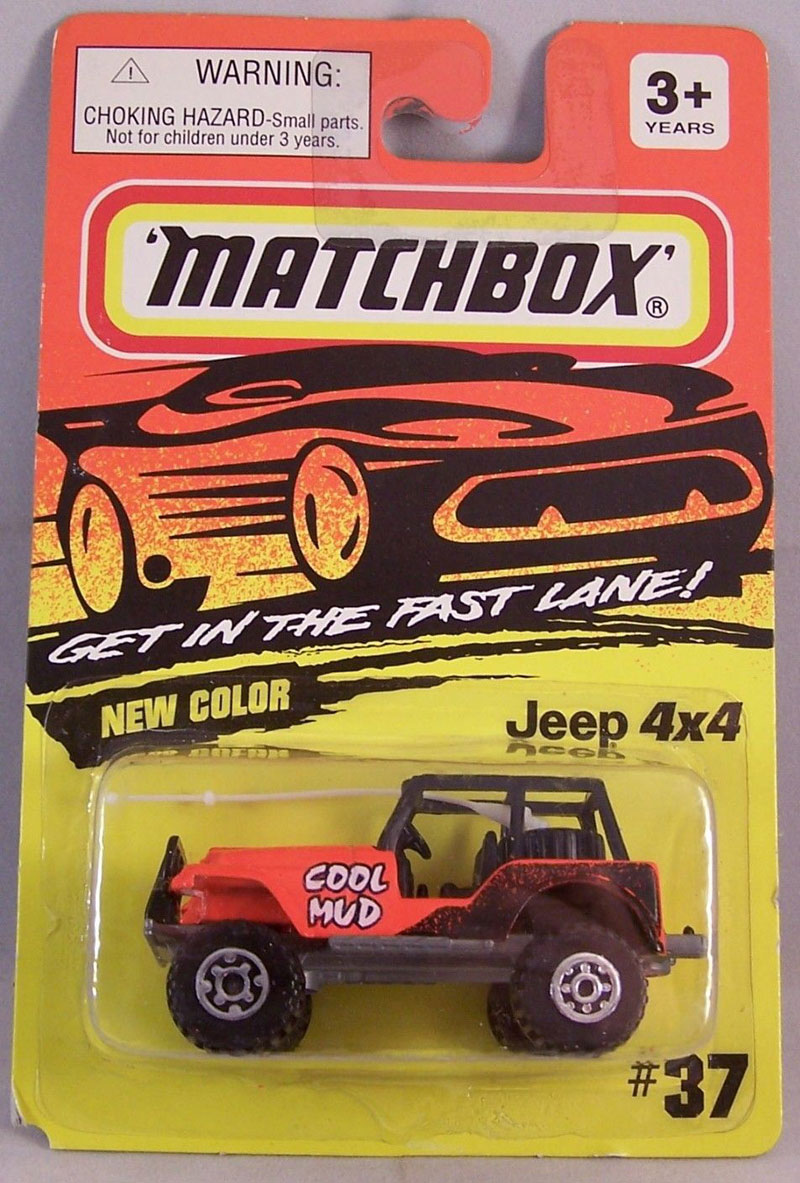 WARNING:
CHOKING HAZARD-Small parts.
Not for children under 3 years.
3+
YEARS
'MATCHBOX'®
GET IN THE FAST LANE!
NEW COLOR
Jeep 4x4
COOL
MUD
#37